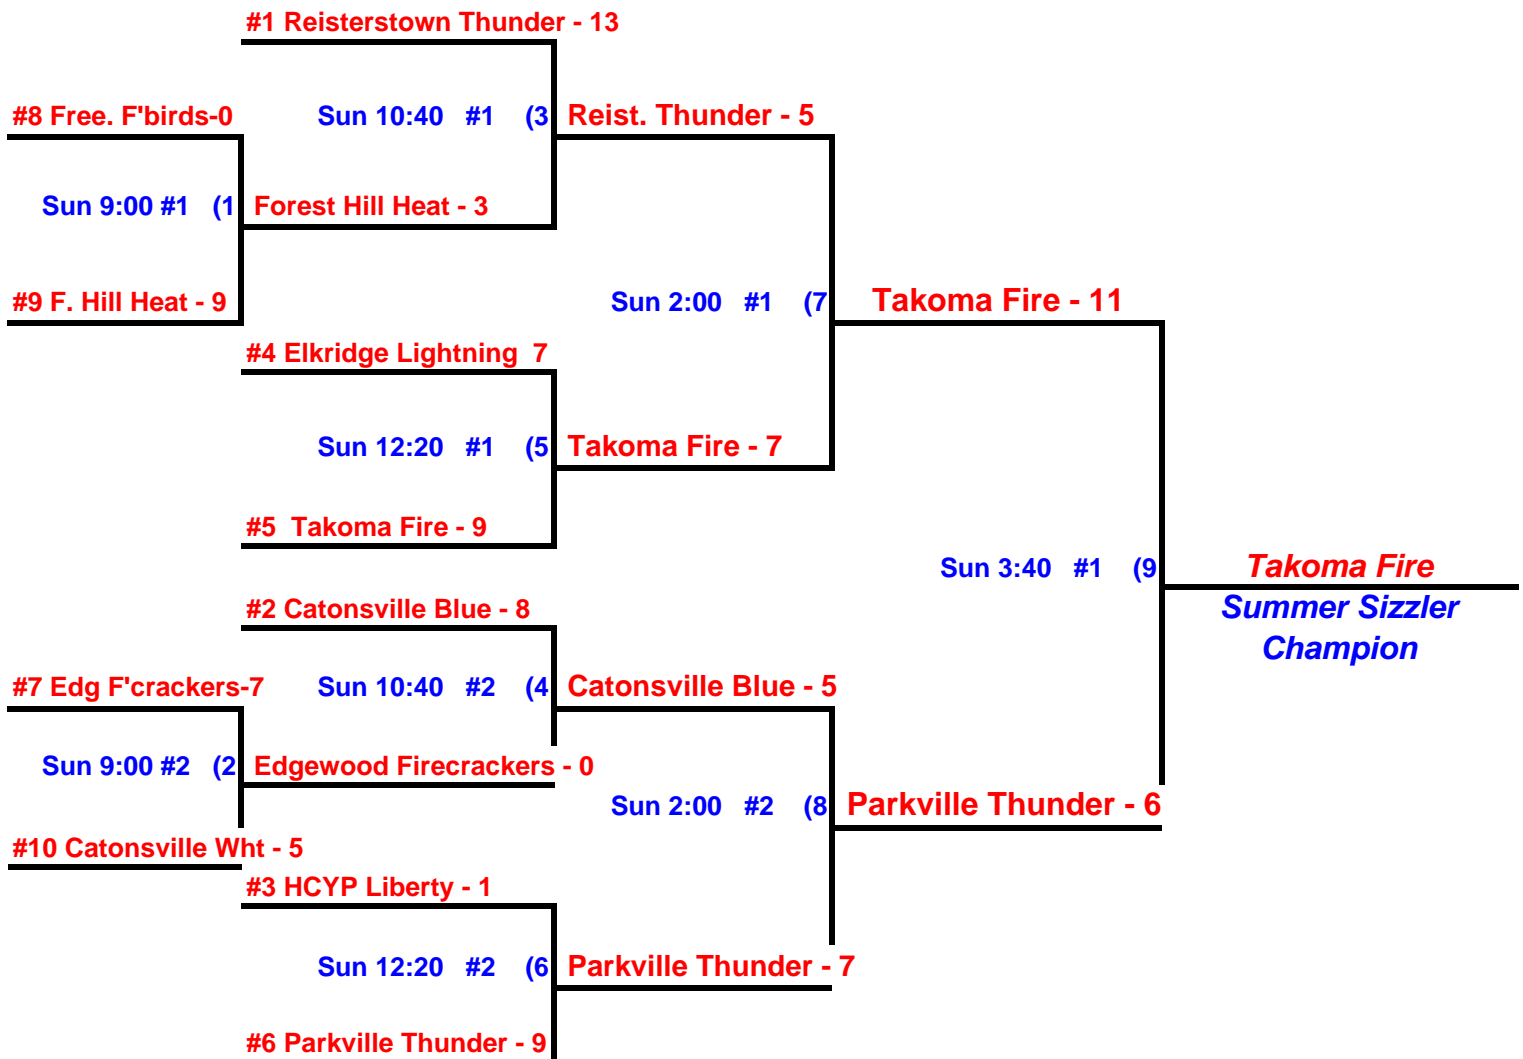 #1 Reisterstown Thunder - 13
#8 Free. F'birds-0
Sun 10:40 #1 (3
Reist. Thunder - 5
Sun 9:00 #1 (1
Forest Hill Heat - 3
#9 F. Hill Heat - 9
Sun 2:00 #1 (7
Takoma Fire - 11
#4 Elkridge Lightning 7
Sun 12:20 #1 (5
Takoma Fire - 7
#5 Takoma Fire - 9
Sun 3:40 #1 (9
Takoma Fire
Summer Sizzler
Champion
#2 Catonsville Blue - 8
#7 Edg F'crackers-7
Sun 10:40 #2 (4
Catonsville Blue - 5
Sun 9:00 #2 (2
Edgewood Firecrackers - 0
Sun 2:00 #2 (8
Parkville Thunder - 6
#10 Catonsville Wht - 5
#3 HCYP Liberty - 1
Sun 12:20 #2 (6
Parkville Thunder - 7
#6 Parkville Thunder - 9